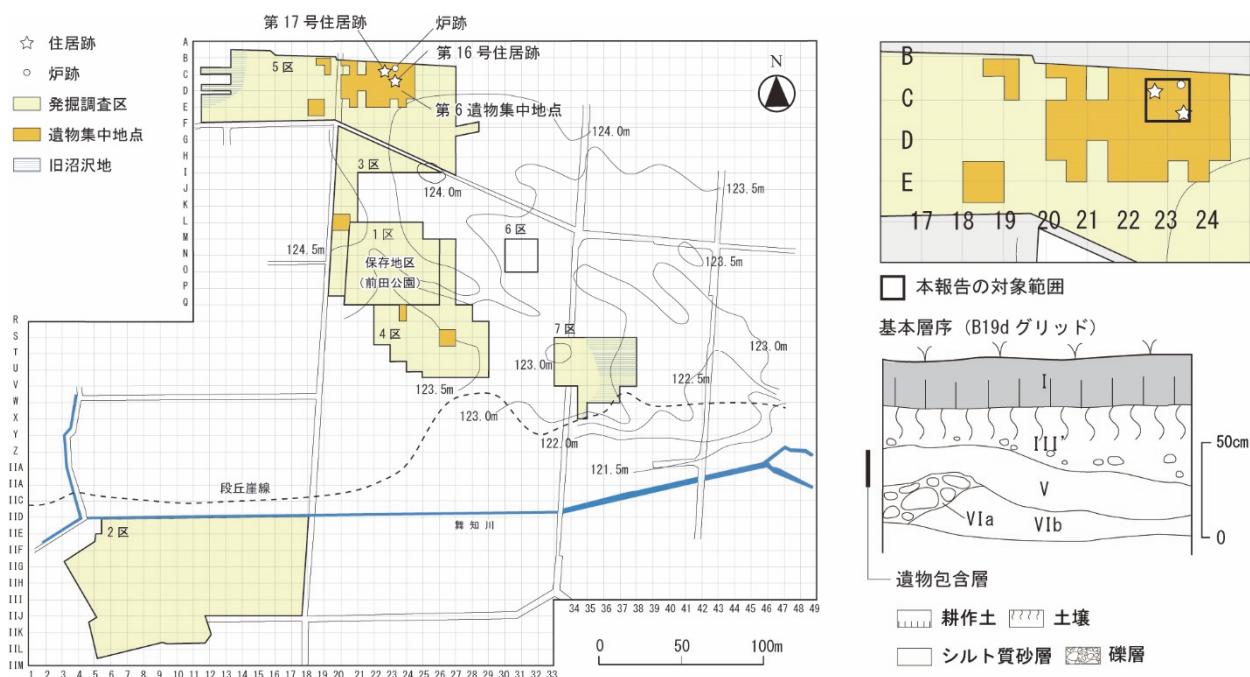 住居跡
炉跡
発掘調査区
遺物集中地点
旧沼沢地
第17号住居跡
炉跡
第16号住居跡
第6遺物集中地点
N
A
B
C
D
E
F
G
H
I
J
K
L
M
N
O
P
Q
R
S
T
U
V
W
X
Y
Z
IIA
IIA
IIC
IID
IIE
IIF
IIG
IIH
III
IIJ
IIK
IIL
IIM
5区
3区
1区
保存地区
(前田公園)
6区
4区
7区
2区
124.0m
124.0m
123.5m
124.5m
123.5m
123.0m
122.5m
123.5m
123.0m
122.0m
121.5m
段丘崖線
舞知川
34 35 36 37 38 39 40 41 42 43 44 45 46 47 48 49
1 2 3 4 5 6 7 8 9 10 11 12 13 14 15 16 17 18 19 20 21 22 23 24 25 26 27 28 29 30 31 32 33
0 50 100m
B
C
D
E
17 18 19 20 21 22 23 24
本報告の対象範囲
基本層序(B19dグリッド)
I
III'
V
VIa
VIb
50cm
0
遺物包含層
耕作土
土壌
シルト質砂層
礫層